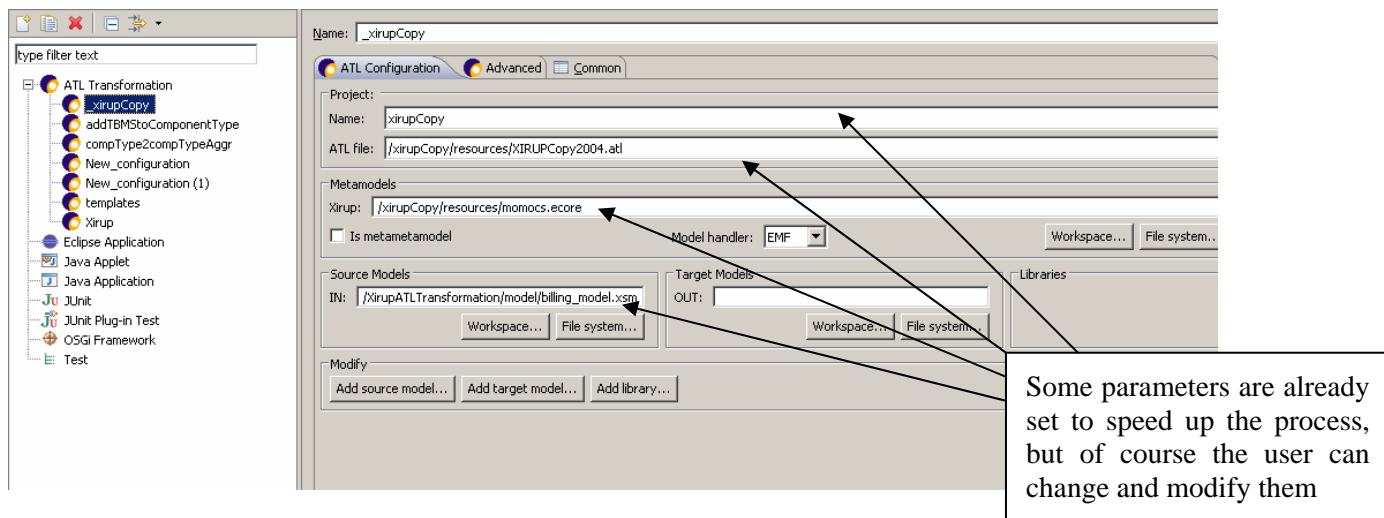 type filter text
ATL Transformation
_xirupCopy
addTBMStoComponentType
compType2compTypeAggr
New_configuration
New_configuration (1)
templates
Xirup
Eclipse Application
Java Applet
Java Application
Ju JUnit
Jü JUnit Plug-in Test
OSGi Framework
E: Test
Name: _xirupCopy
ATL Configuration Advanced Common
Project:
Name: xirupCopy
ATL file: /xirupCopy/resources/XIRUPCopy2004.atl
Metamodels
Xirup: /xirupCopy/resources/momocs.ecore
Is metametamodel Model handler: EMF Workspace... File system..
Source Models Target Models Libraries
IN: /XirupATLTransformation/model/billing_model.xsm OUT:
Workspace... File system... Workspace... File system...
Modify
Add source model... Add target model... Add library...
Some parameters are already
set to speed up the process,
but of course the user can
change and modify them